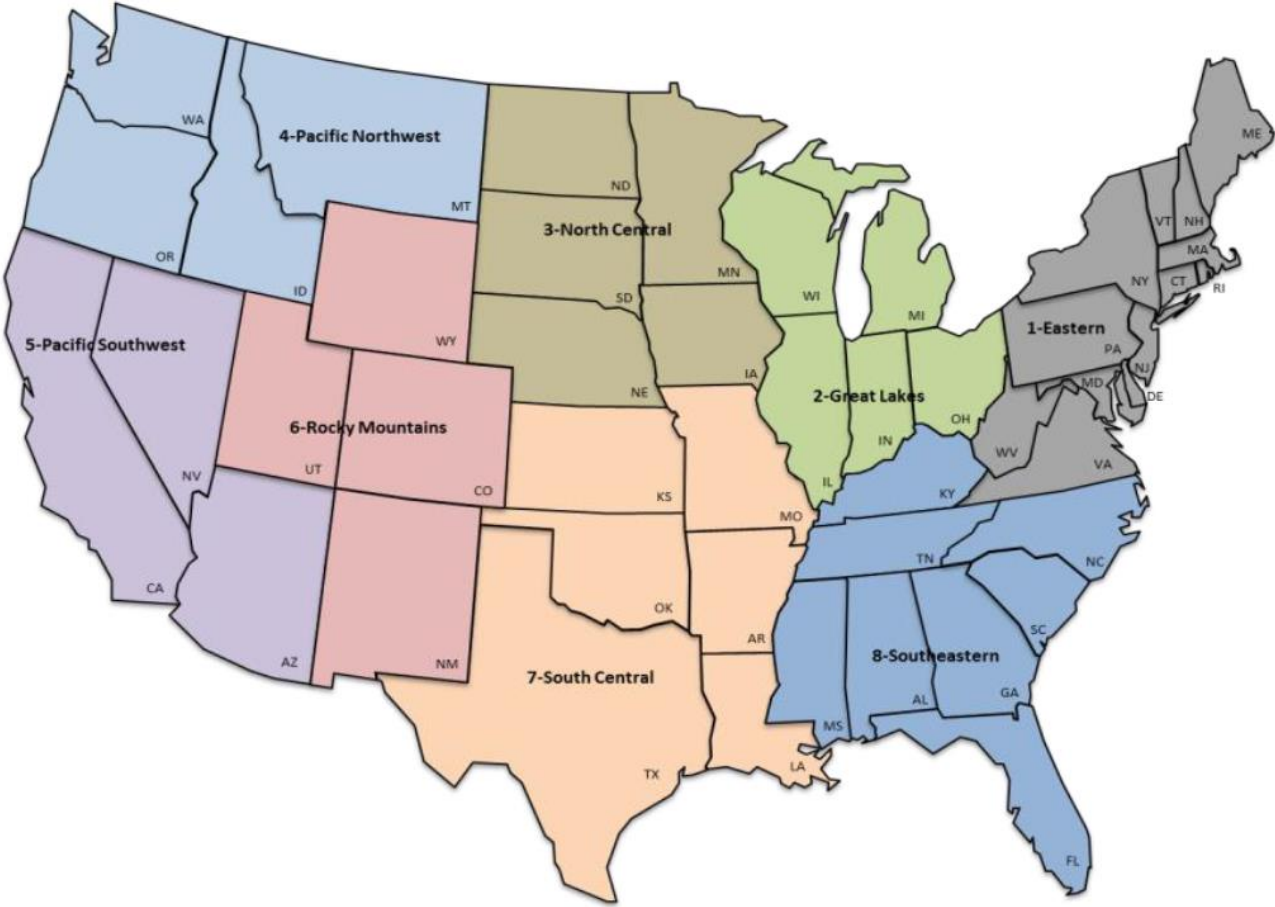 WA
4-Pacific Northwest
MT
OR
ID
ND
3-North Central
MN
SD
NE
IA
WI
MI
2-Great Lakes
IL
IN
OH
ME
VT
NH
MA
NY
CT
RI
1-Eastern
PA
NJ
MD
DE
WV
VA
5-Pacific Southwest
NV
CA
AZ
WY
6-Rocky Mountains
UT
CO
NM
KS
MO
OK
AR
7-South Central
TX
LA
KY
TN
NC
SC
8-Southeastern
MS
AL
GA
FL